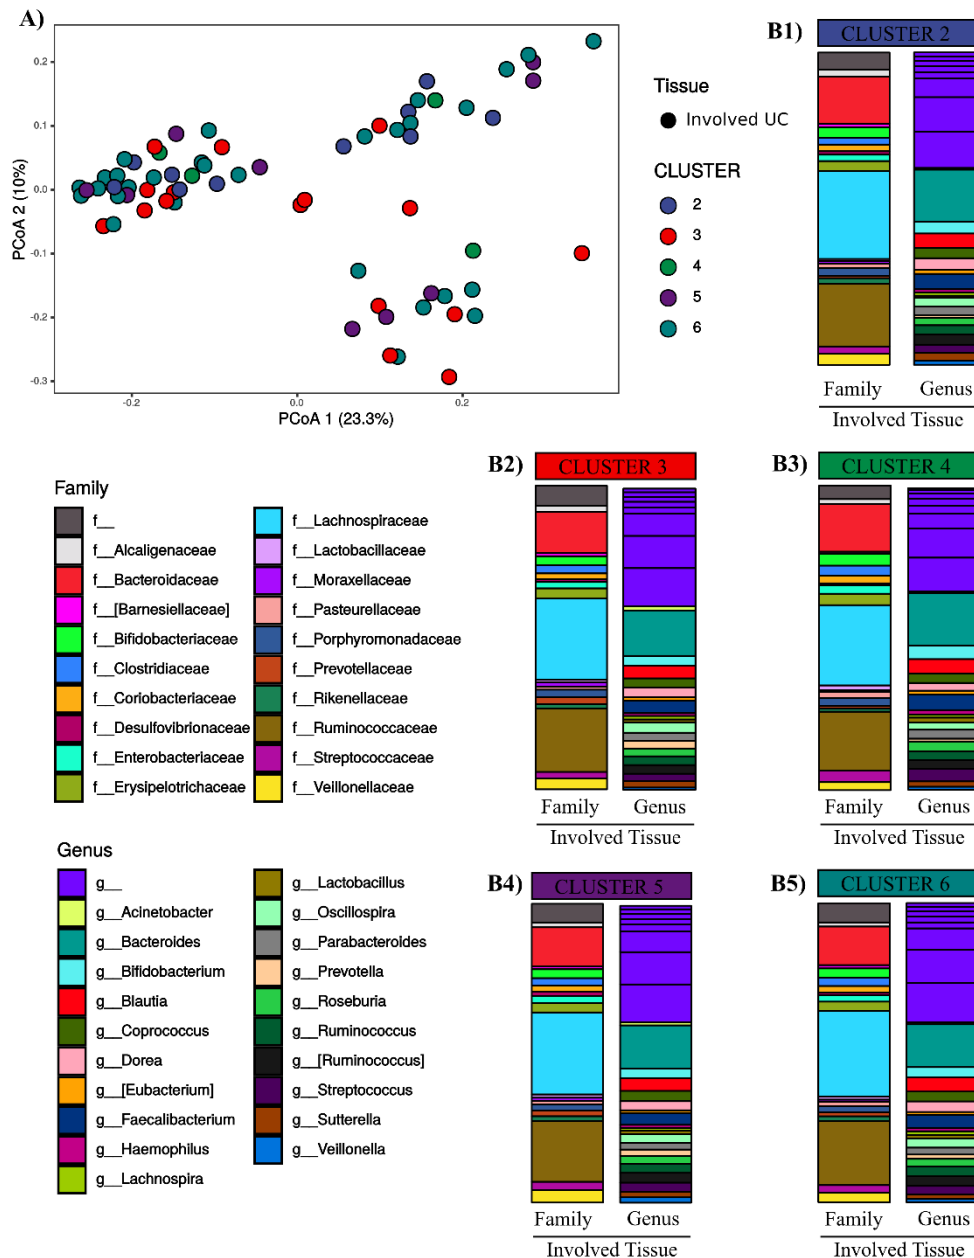 A)
0.2
0.1
0.0
-0.1
-0.2
-0.3
PCoA 2 (10%)
-0.2
0.0
0.2
PCoA 1 (23.3%)
Tissue
Involved UC
CLUSTER
2
3
4
5
6
B1)
CLUSTER 2
Family Genus
Involved Tissue
B2)
CLUSTER 3
Family Genus
Involved Tissue
B3)
CLUSTER 4
Family Genus
Involved Tissue
Family
f__
f__Alcaligenaceae
f__Bacteroidaceae
f__[Barnesiellaceae]
f__Bifidobacteriaceae
f__Clostridiaceae
f__Coriobacteriaceae
f__Desulfovibrionaceae
f__Enterobacteriaceae
f__Erysipelotrichaceae
f__Lachnospiraceae
f__Lactobacillaceae
f__Moraxellaceae
f__Pasteurellaceae
f__Porphyromonadaceae
f__Prevotellaceae
f__Rikenellaceae
f__Ruminococcaceae
f__Streptococcaceae
f__Veillonellaceae
Genus
g__
g__Acinetobacter
g__Bacteroides
g__Bifidobacterium
g__Blautia
g__Coprococcus
g__Dorea
g__[Eubacterium]
g__Faecalibacterium
g__Haemophilus
g__Lachnospira
g__Lactobacillus
g__Oscillospira
g__Parabacteroides
g__Prevotella
g__Roseburia
g__Ruminococcus
g__[Ruminococcus]
g__Streptococcus
g__Sutterella
g__Veillonella
B4)
CLUSTER 5
Family Genus
Involved Tissue
B5)
CLUSTER 6
Family Genus
Involved Tissue